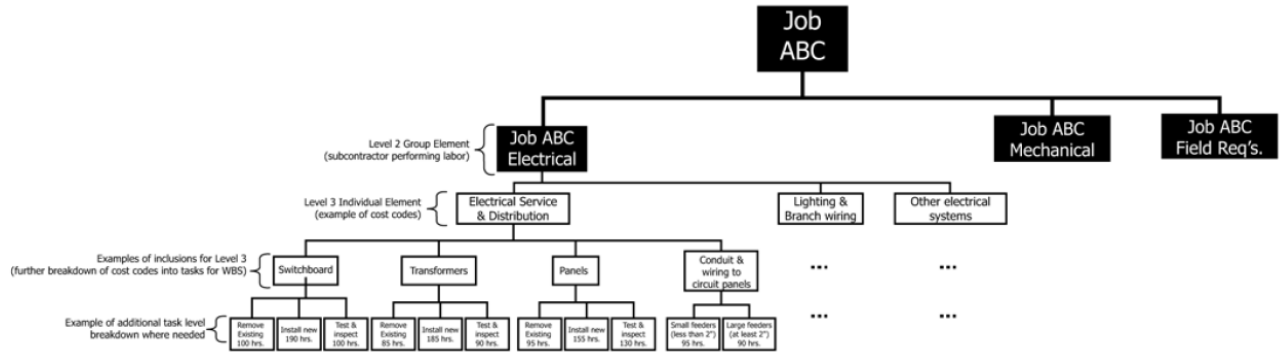 Job
ABC
Job ABC
Electrical
Job ABC
Mechanical
Job ABC
Field Req's.
Level 2 Group Element
(subcontractor performing labor)
Level 3 Individual Element
(example of cost codes)
Electrical Service
& Distribution
Lighting &
Branch wiring
Other electrical
systems
Examples of inclusions for Level 3
(further breakdown of cost codes into tasks for WBS)
Switchboard
Transformers
Panels
Conduit &
wiring to
circuit panels
...
...
Example of additional task level
breakdown where needed
Remove
Existing
100 hrs.
Install new
190 hrs.
Test &
inspect
100 hrs.
Remove
Existing
85 hrs.
Install new
185 hrs.
Test &
inspect
90 hrs.
Remove
Existing
95 hrs.
Install new
155 hrs.
Test &
inspect
130 hrs.
Small feeders
(less than 2")
95 hrs.
Large feeders
(at least 2")
90 hrs.
...
...